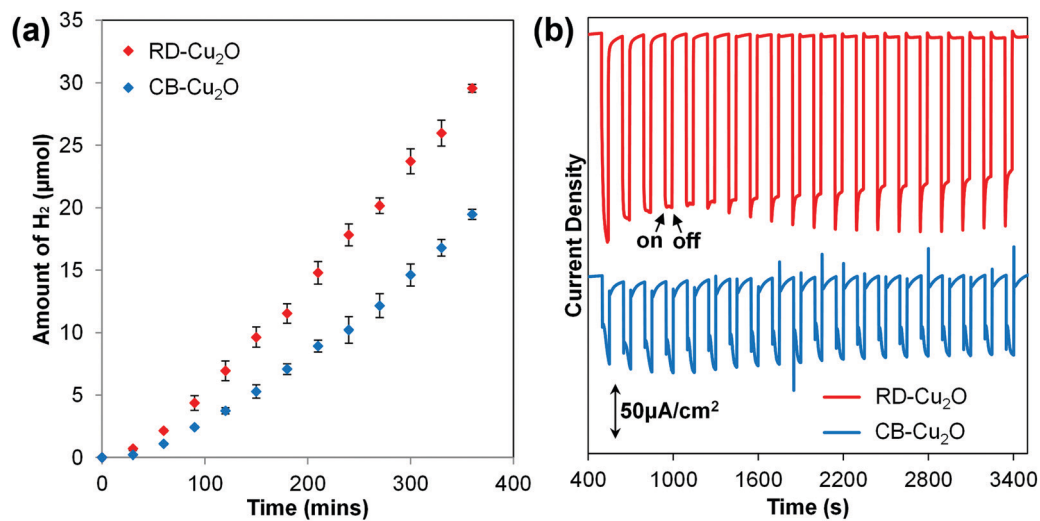 (a)
35
30
25
20
15
10
5
0
Amount of H₂ (μmol)
RD-Cu₂O
CB-Cu₂O
0 100 200 300 400
Time (mins)
(b)
Current Density
on off
50μA/cm²
RD-Cu₂O
CB-Cu₂O
400 1000 1600 2200 2800 3400
Time (s)